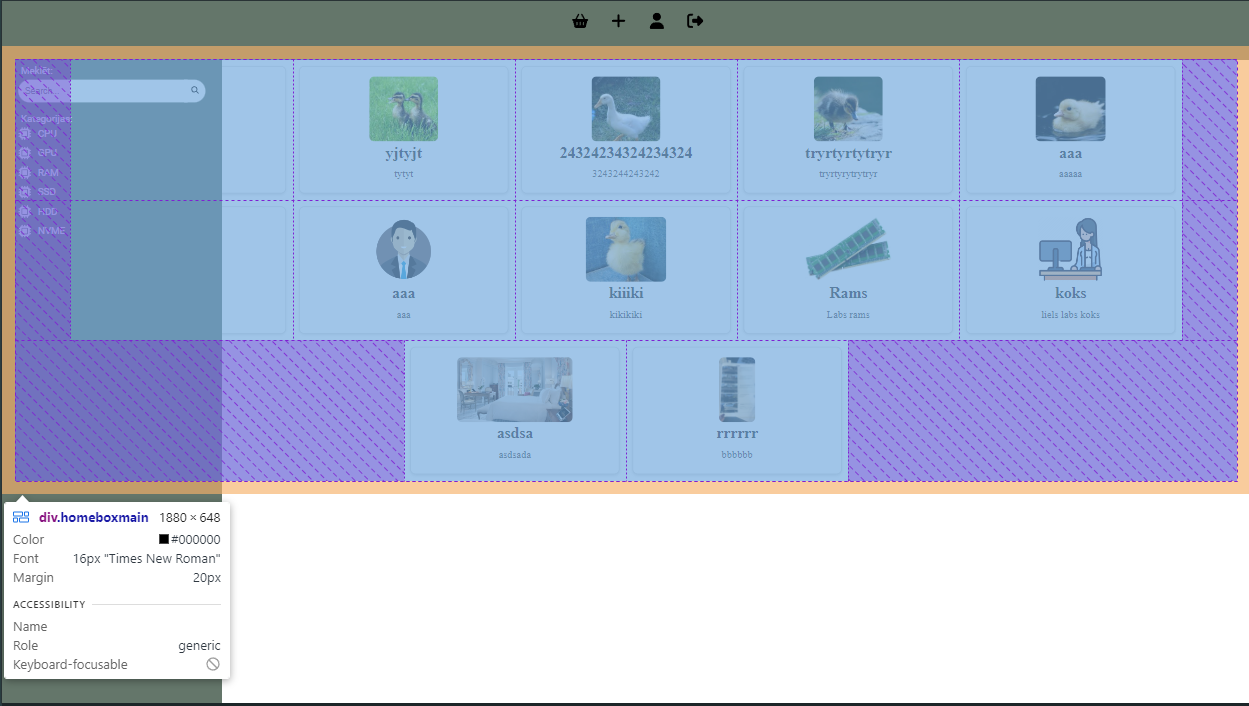 Meklēt:
Search...
Kategorijas:
CPU
GPU
RAM
SSD
HDD
NVME
yjtyjt
tytyt
24324234324234324
3243244243242
tryrtyrtytryr
tryrtyrytrytryr
aaa
aaaaa
aaa
aaa
kiiiki
kikikiki
Rams
Labs rams
koks
liels labs koks
asdsa
asdsada
rrrrrr
bbbbbb
div.homeboxmain 1880 × 648
Color #000000
Font 16px "Times New Roman"
Margin 20px
ACCESSIBILITY
Name
Role generic
Keyboard-focusable